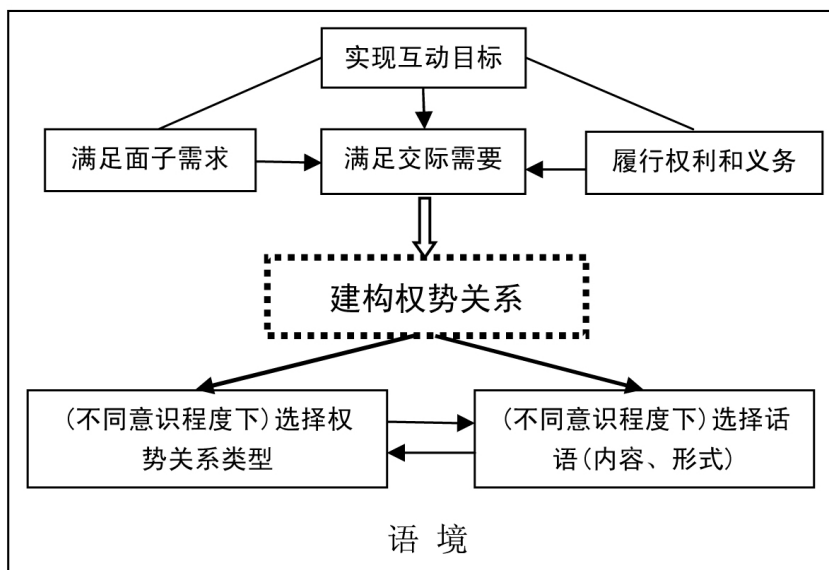 实现互动目标
满足面子需求
满足交际需要
履行权利和义务
建构权势关系
(不同意识程度下)选择权
势关系类型
(不同意识程度下)选择话
语(内容、形式)
语 境